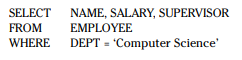 SELECT NAME, SALARY, SUPERVISOR
FROM EMPLOYEE
WHERE DEPT = ‘Computer Science’